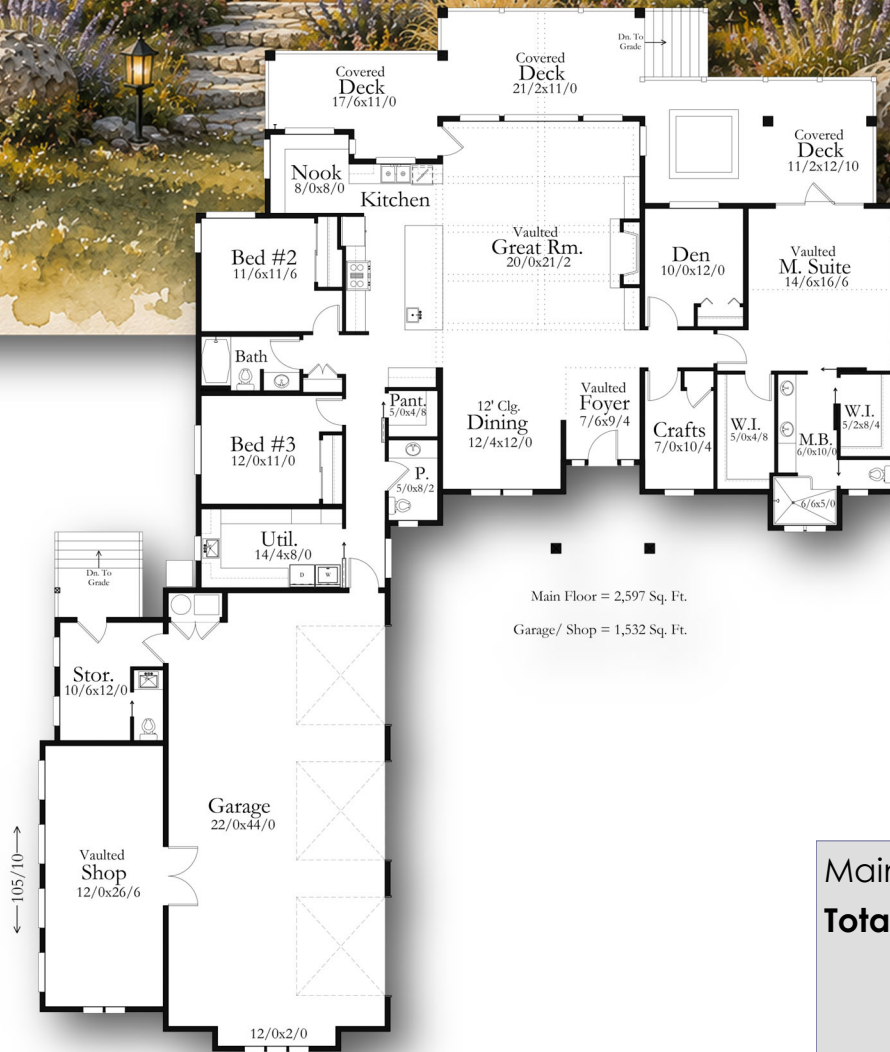 Dn. To
Grade
Covered
Deck
17/6x11/0
Covered
Deck
21/2x11/0
Covered
Deck
11/2x12/10
Nook
8/0x8/0
Kitchen
Vaulted
Great Rm.
20/0x21/2
Bed #2
11/6x11/6
Den
10/0x12/0
Vaulted
M. Suite
14/6x16/6
Bath
Pant.
5/0x4/8
12' Clg.
Dining
12/4x12/0
Vaulted
Foyer
7/6x9/4
Crafts
7/0x10/4
W.I.
5/0x4/8
M.B.
6/0x10/0
W.I.
5/2x8/4
6/6x5/0
Bed #3
12/0x11/0
P.
5/0x8/2
Util.
14/4x8/0
D
W
Dn. To
Grade
Main Floor = 2,597 Sq. Ft.
Garage/ Shop = 1,532 Sq. Ft.
Stor.
10/6x12/0
Garage
22/0x44/0
Vaulted
Shop
12/0x26/6
105/10
12/0x2/0